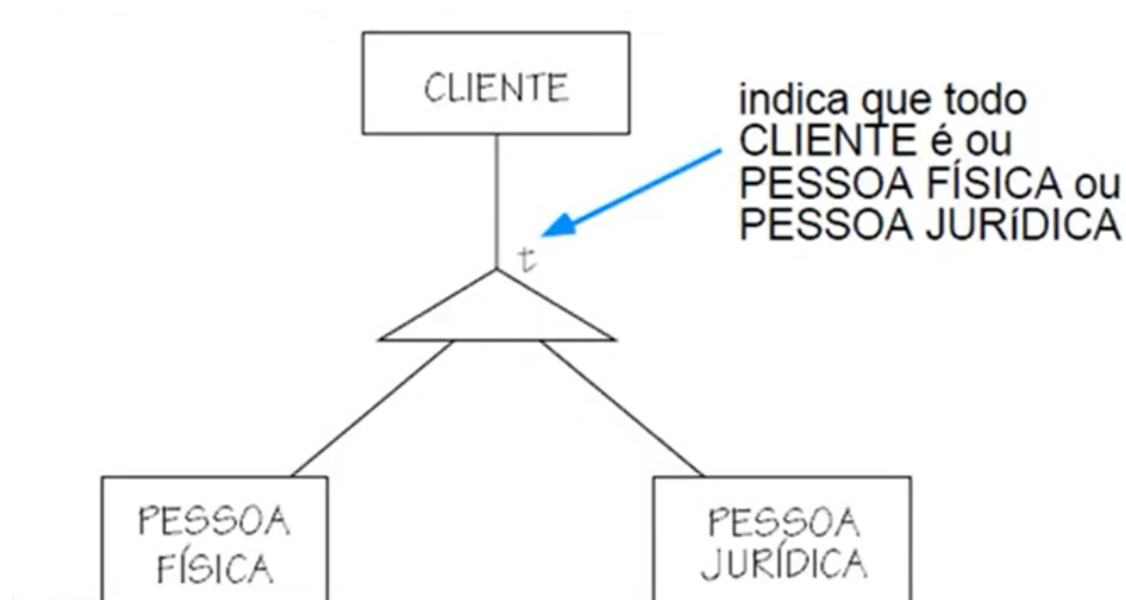 CLIENTE
indica que todo
CLIENTE é ou
PESSOA FÍSICA ou
PESSOA JURíDICA
t
PESSOA
FÍSICA
PESSOA
JURÍDICA